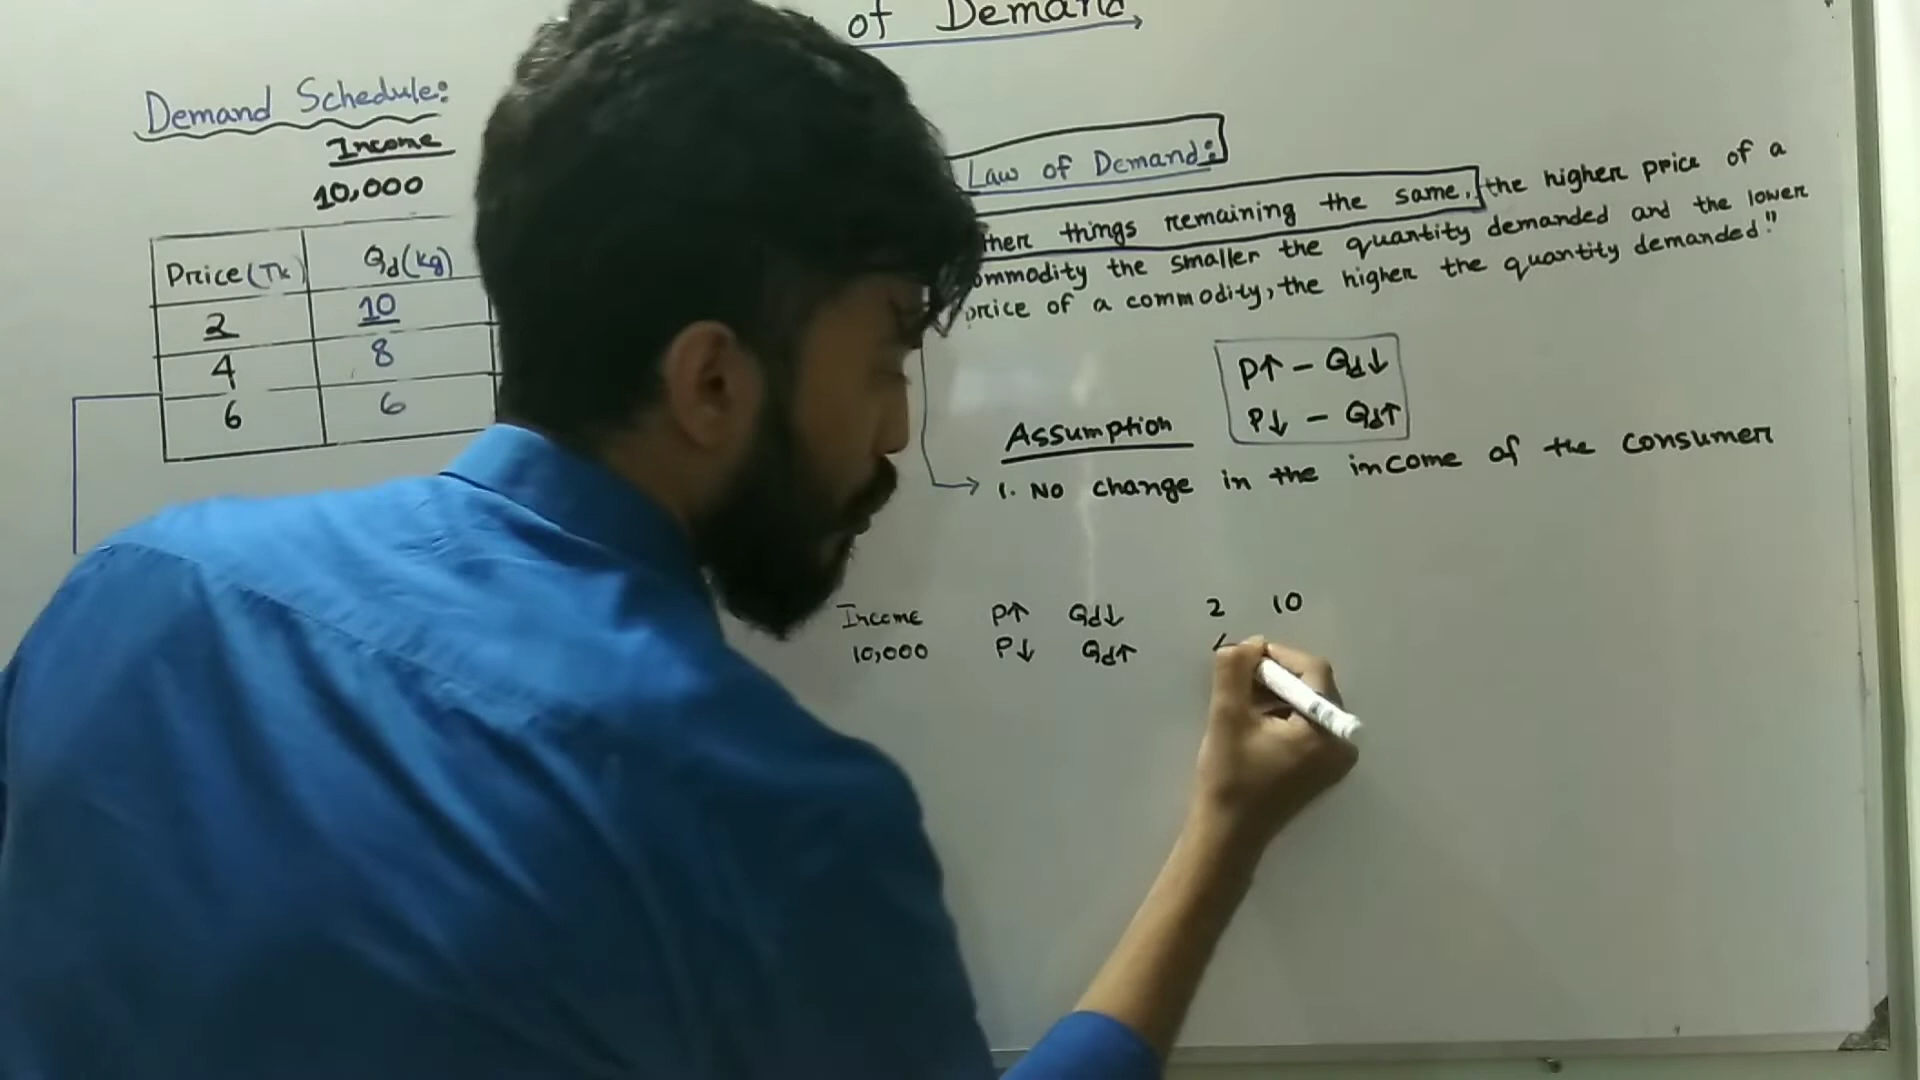 of Demand
Demand Schedule:
Income
10,000
Price (Tk) Qd (kg)
2 10
4 8
6 6
Law of Demand:
things remaining the same, the higher price of a
the smaller the quantity demanded and the lower
of a commodity, the higher the quantity demanded."
P↑ – Qd↓
P↓ – Qd↑
Assumption
1. No change in the income of the consumer
Income P↑ Qd↓ 2 10
10,000 P↓ Qd↑